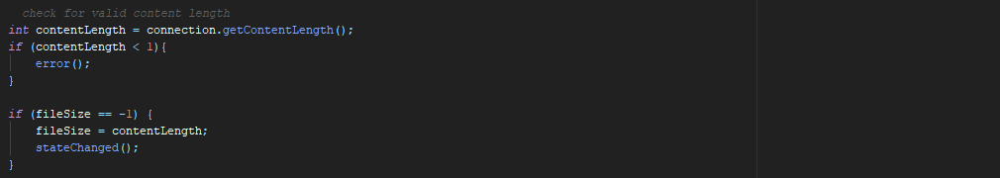 check for valid content length
int contentLength = connection.getContentLength();
if (contentLength < 1){
error();
}
if (fileSize == -1) {
fileSize = contentLength;
stateChanged();
}